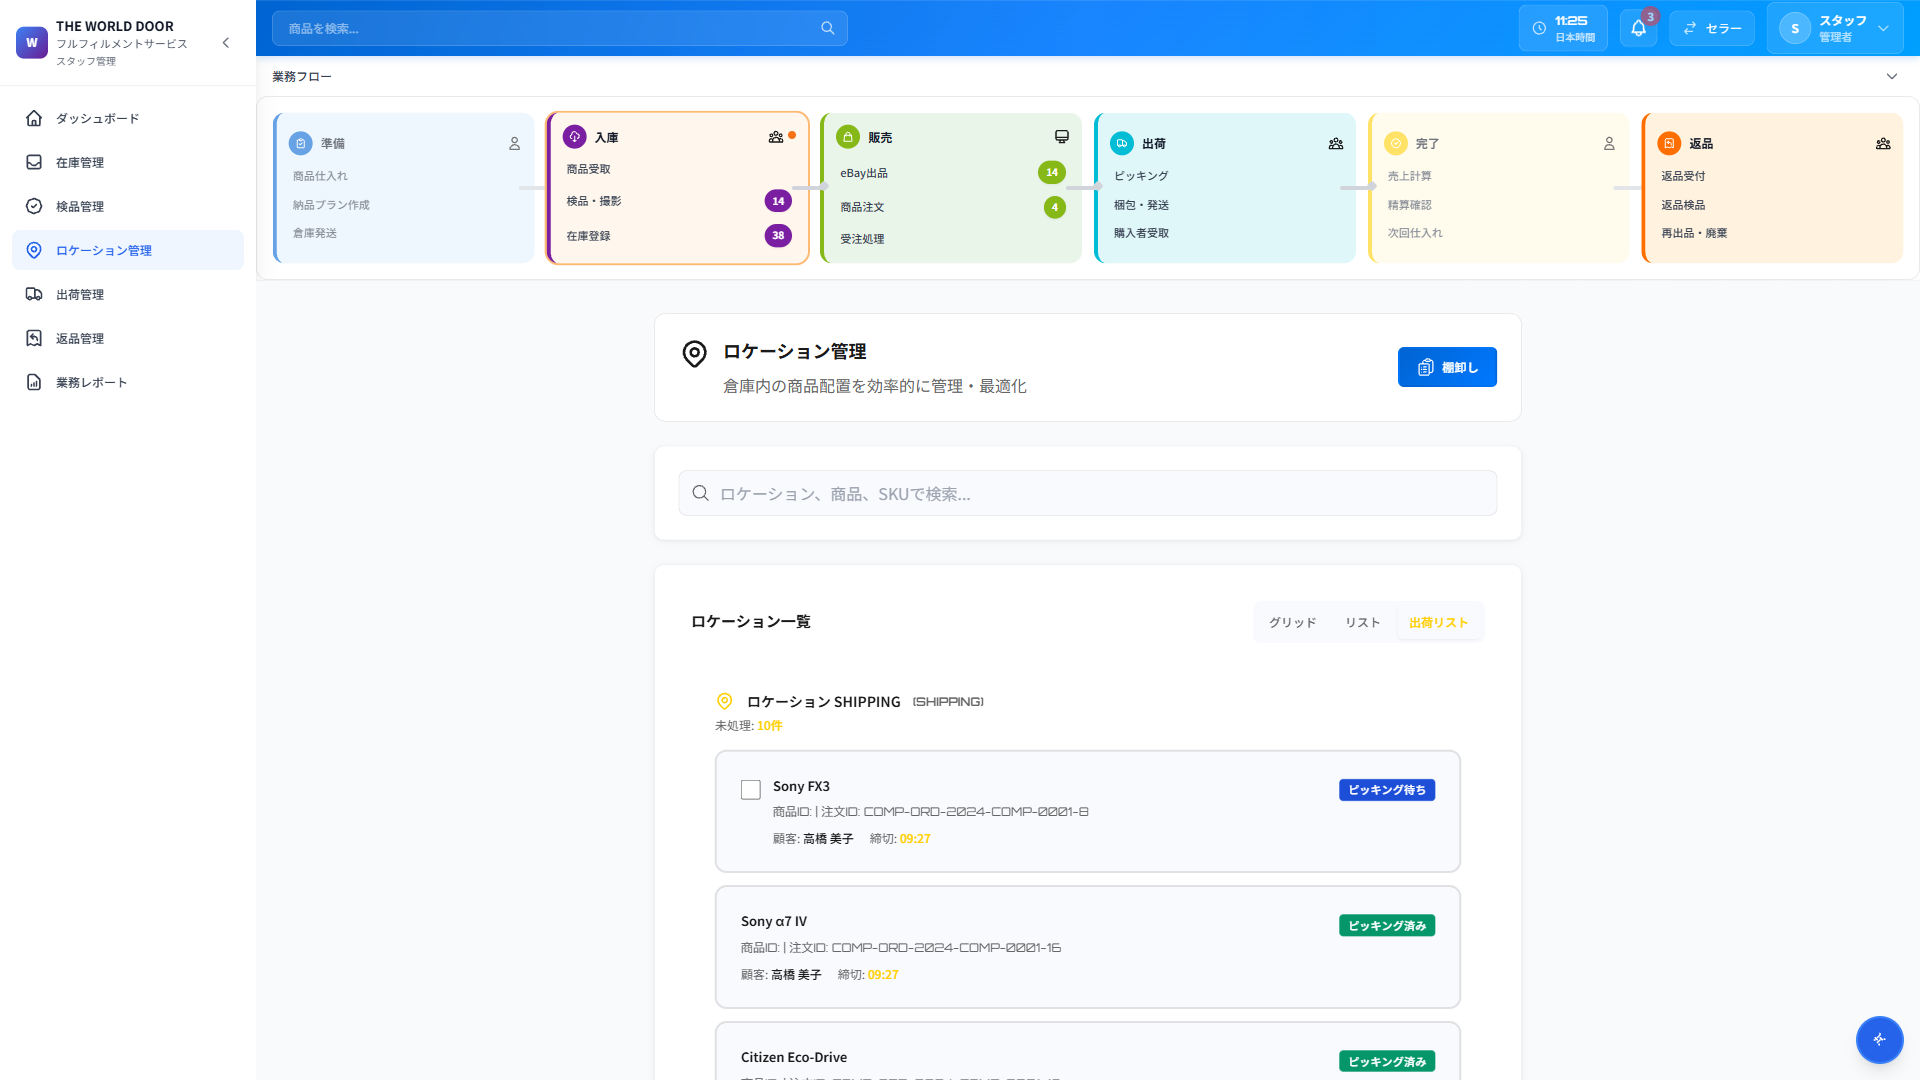 W
THE WORLD DOOR
フルフィルメントサービス
スタッフ管理
ダッシュボード
在庫管理
検品管理
ロケーション管理
出荷管理
返品管理
業務レポート
商品を検索...
11:25
日本時間
3
セラー
S
スタッフ
管理者
業務フロー
準備
商品仕入れ
納品プラン作成
倉庫発送
入庫
商品受取
検品・撮影 14
在庫登録 38
販売
eBay出品 14
商品注文 4
受注処理
出荷
ピッキング
梱包・発送
購入者受取
完了
売上計算
精算確認
次回仕入れ
返品
返品受付
返品検品
再出品・廃棄
ロケーション管理
倉庫内の商品配置を効率的に管理・最適化
棚卸し
ロケーション、商品、SKUで検索...
ロケーション一覧
グリッド リスト 出荷リスト
ロケーション SHIPPING (SHIPPING)
未処理: 10件
Sony FX3
ピッキング待ち
商品ID: | 注文ID: COMP-ORD-2024-COMP-0001-8
顧客: 高橋 美子 締切: 09:27
Sony α7 IV
ピッキング済み
商品ID: | 注文ID: COMP-ORD-2024-COMP-0001-16
顧客: 高橋 美子 締切: 09:27
Citizen Eco-Drive
ピッキング済み